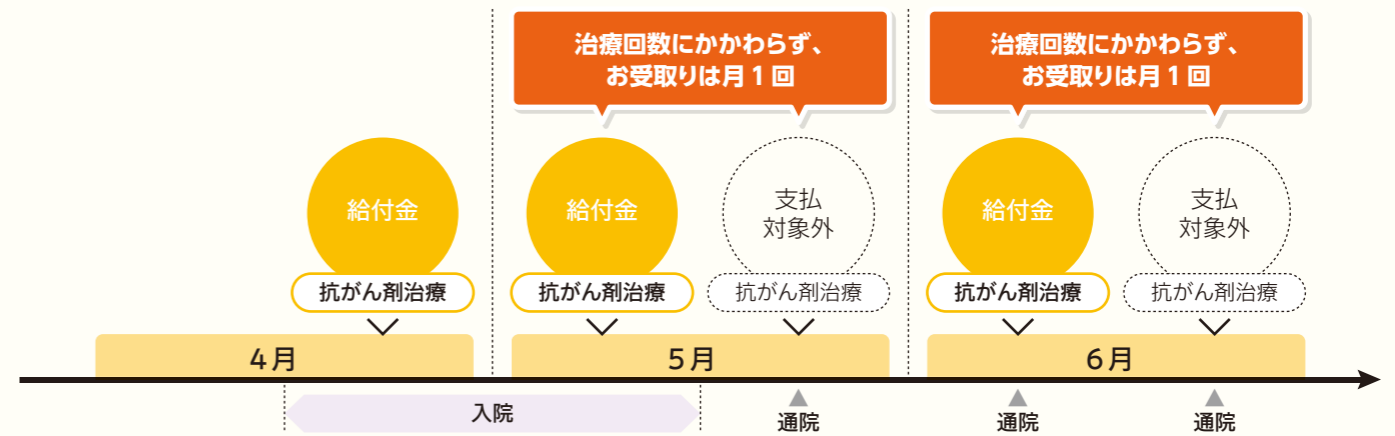 治療回数にかかわらず、
お受取りは月1回
治療回数にかかわらず、
お受取りは月1回
給付金
給付金
支払
対象外
給付金
支払
対象外
抗がん剤治療
抗がん剤治療
抗がん剤治療
抗がん剤治療
抗がん剤治療
4月
5月
6月
入院
通院
通院
通院